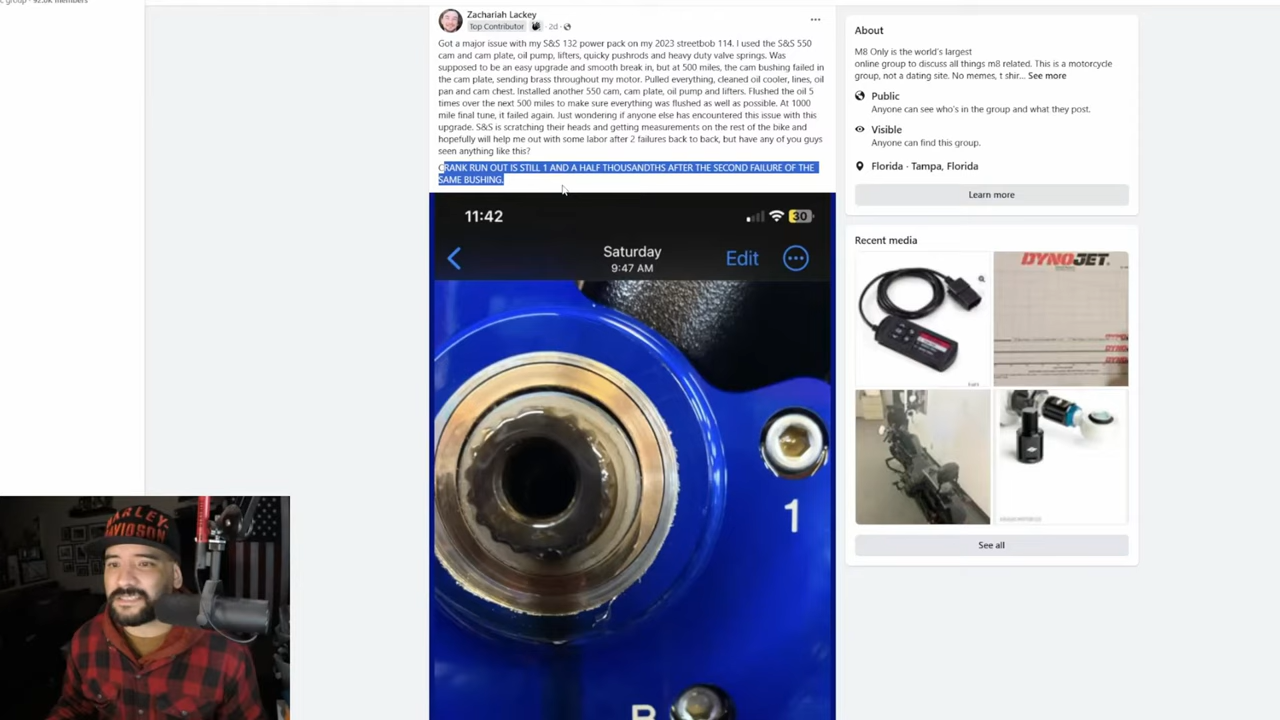 Zachariah Lackey
Top Contributor
2d
Got a major issue with my S&S 132 power pack on my 2023 streetbob 114. I used the S&S 550
cam and cam plate, oil pump, lifters, quicky pushrods and heavy duty valve springs. Was
supposed to be an easy upgrade and smooth break in, but at 500 miles, the cam bushing failed in
the cam plate, sending brass throughout my motor. Pulled everything, cleaned oil cooler, lines, oil
pan and cam chest. Installed another 550 cam, cam plate, oil pump and lifters. Flushed the oil 5
times over the next 500 miles to make sure everything was flushed as well as possible. At 1000
mile final tune, it failed again. Just wondering if anyone else has encountered this issue with this
upgrade. S&S is scratching their heads and getting measurements on the rest of the bike and
hopefully will help me out with some labor after 2 failures back to back, but have any of you guys
seen anything like this?
CRANK RUN OUT IS STILL 1 AND A HALF THOUSANDTHS AFTER THE SECOND FAILURE OF THE
SAME BUSHING.
11:42
30
Saturday
9:47 AM
Edit
1
HARLEY
DAVIDSON
About
M8 Only is the world's largest
online group to discuss all things m8 related. This is a motorcycle
group, not a dating site. No memes, t shir... See more
Public
Anyone can see who's in the group and what they post.
Visible
Anyone can find this group.
Florida · Tampa, Florida
Learn more
Recent media
DYNOJET
See all